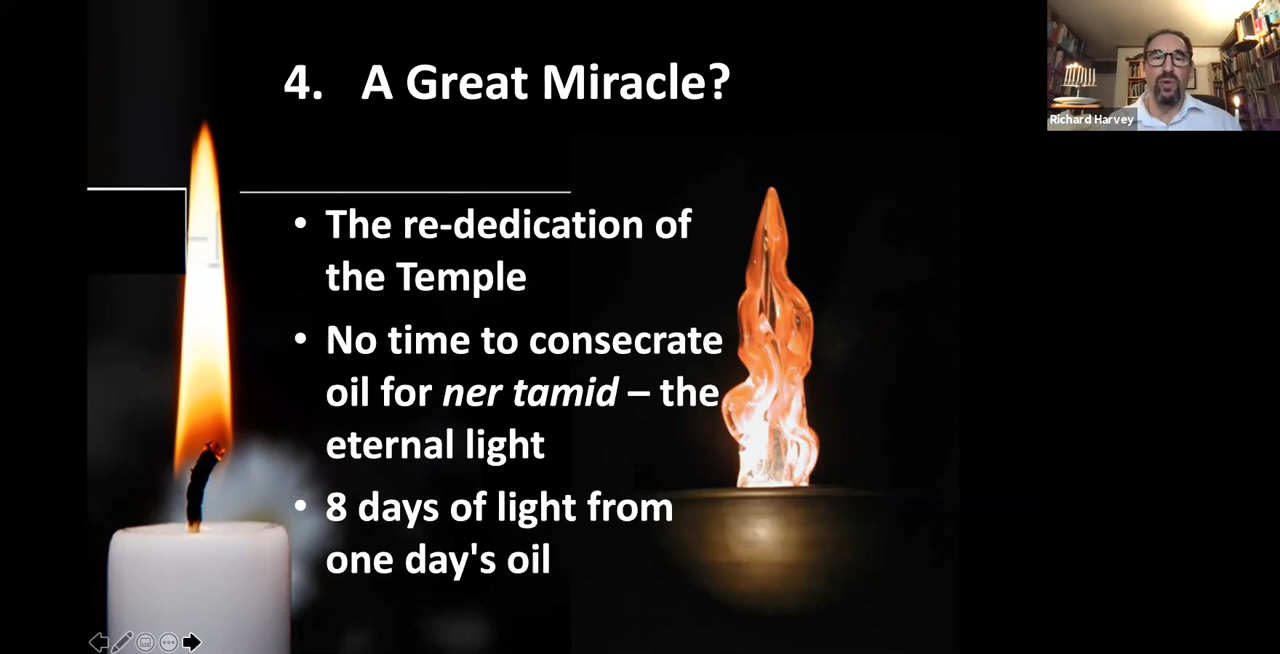 4. A Great Miracle?
Richard Harvey
• The re-dedication of
the Temple
• No time to consecrate
oil for ner tamid – the
eternal light
• 8 days of light from
one day's oil